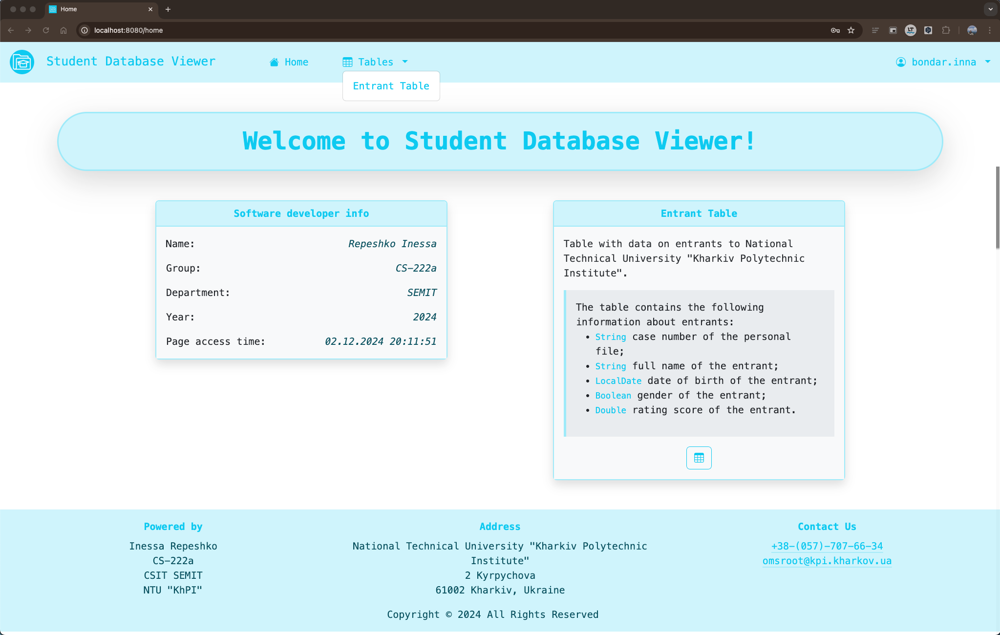 Home
localhost:8080/home
Student Database Viewer
Home
Tables
bondar.inna
Entrant Table
Welcome to Student Database Viewer!
Software developer info
Name: Repeshko Inessa
Group: CS-222a
Department: SEMIT
Year: 2024
Page access time: 02.12.2024 20:11:51
Entrant Table
Table with data on entrants to National
Technical University "Kharkiv Polytechnic
Institute".
The table contains the following
information about entrants:
• String case number of the personal
file;
• String full name of the entrant;
• LocalDate date of birth of the entrant;
• Boolean gender of the entrant;
• Double rating score of the entrant.
Powered by
Inessa Repeshko
CS-222a
CSIT SEMIT
NTU "KhPI"
Address
National Technical University "Kharkiv Polytechnic
Institute"
2 Kyrpychova
61002 Kharkiv, Ukraine
Contact Us
+38-(057)-707-66-34
omsroot@kpi.kharkov.ua
Copyright © 2024 All Rights Reserved